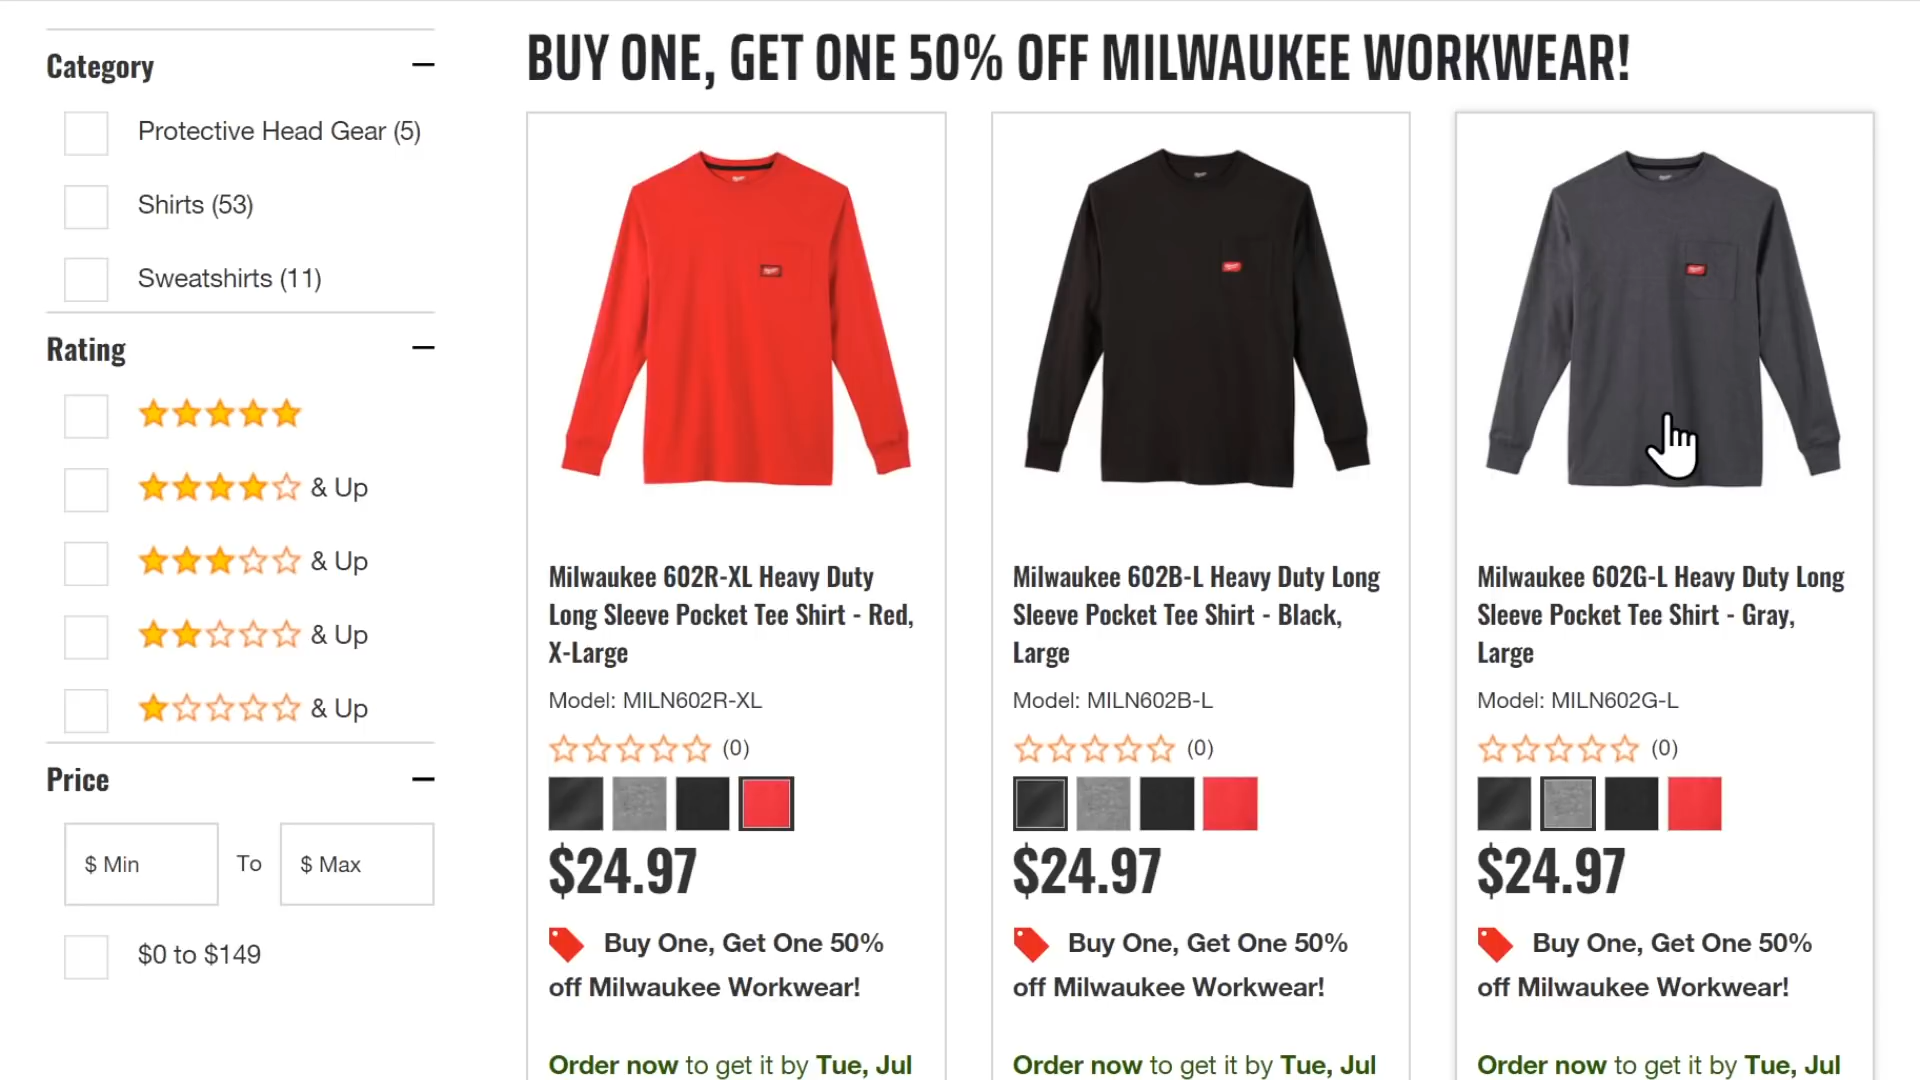 Category
Protective Head Gear (5)
Shirts (53)
Sweatshirts (11)
Rating
& Up
& Up
& Up
& Up
Price
$ Min
To
$ Max
$0 to $149
BUY ONE, GET ONE 50% OFF MILWAUKEE WORKWEAR!
Milwaukee 602R-XL Heavy Duty
Long Sleeve Pocket Tee Shirt - Red,
X-Large
Model: MILN602R-XL
(0)
$24.97
Buy One, Get One 50%
off Milwaukee Workwear!
Order now to get it by Tue, Jul
Milwaukee 602B-L Heavy Duty Long
Sleeve Pocket Tee Shirt - Black,
Large
Model: MILN602B-L
(0)
$24.97
Buy One, Get One 50%
off Milwaukee Workwear!
Order now to get it by Tue, Jul
Milwaukee 602G-L Heavy Duty Long
Sleeve Pocket Tee Shirt - Gray,
Large
Model: MILN602G-L
(0)
$24.97
Buy One, Get One 50%
off Milwaukee Workwear!
Order now to get it by Tue, Jul